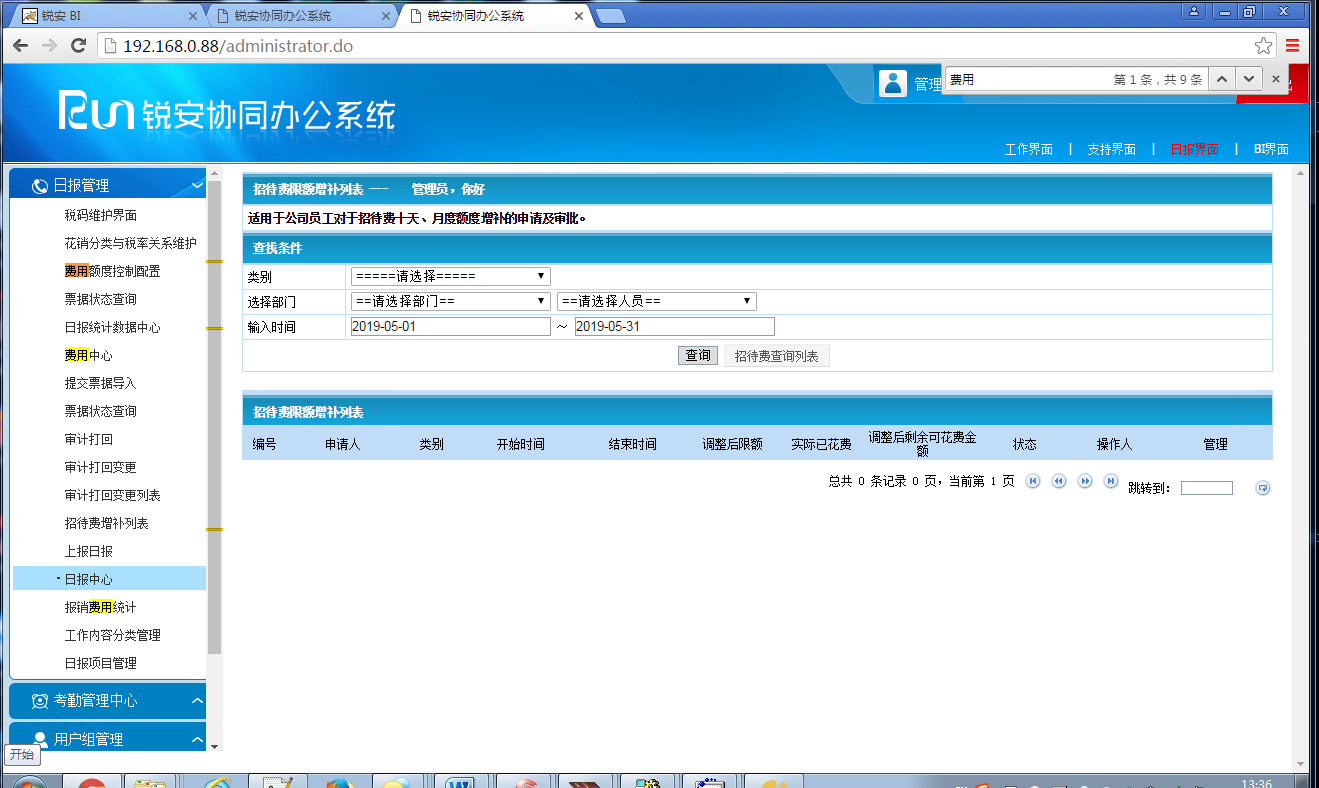 锐安 BI
锐安协同办公系统
锐安协同办公系统
192.168.0.88/administrator.do
Run 锐安协同办公系统
管理
费用 第 1 条，共 9 条
工作界面 | 支持界面 | 日报界面 | BI界面
日报管理
税码维护界面
花销分类与税率关系维护
费用额度控制配置
票据状态查询
日报统计数据中心
费用中心
提交票据导入
票据状态查询
审计打回
审计打回变更
审计打回变更列表
招待费增补列表
上报日报
日报中心
报销费用统计
工作内容分类管理
日报项目管理
考勤管理中心
用户组管理
开始
招待费限额增补列表 --- 管理员，你好
适用于公司员工对于招待费十天、月度额度增补的申请及审批。
查找条件
类别 =====请选择=====
选择部门 ==请选择部门== ==请选择人员==
输入时间 2019-05-01 ~ 2019-05-31
查询 招待费查询列表
招待费限额增补列表
编号 申请人 类别 开始时间 结束时间 调整后限额 实际已花费 调整后剩余可花费金额 状态 操作人 管理
总共 0 条记录 0 页，当前第 1 页 跳转到：
13:36